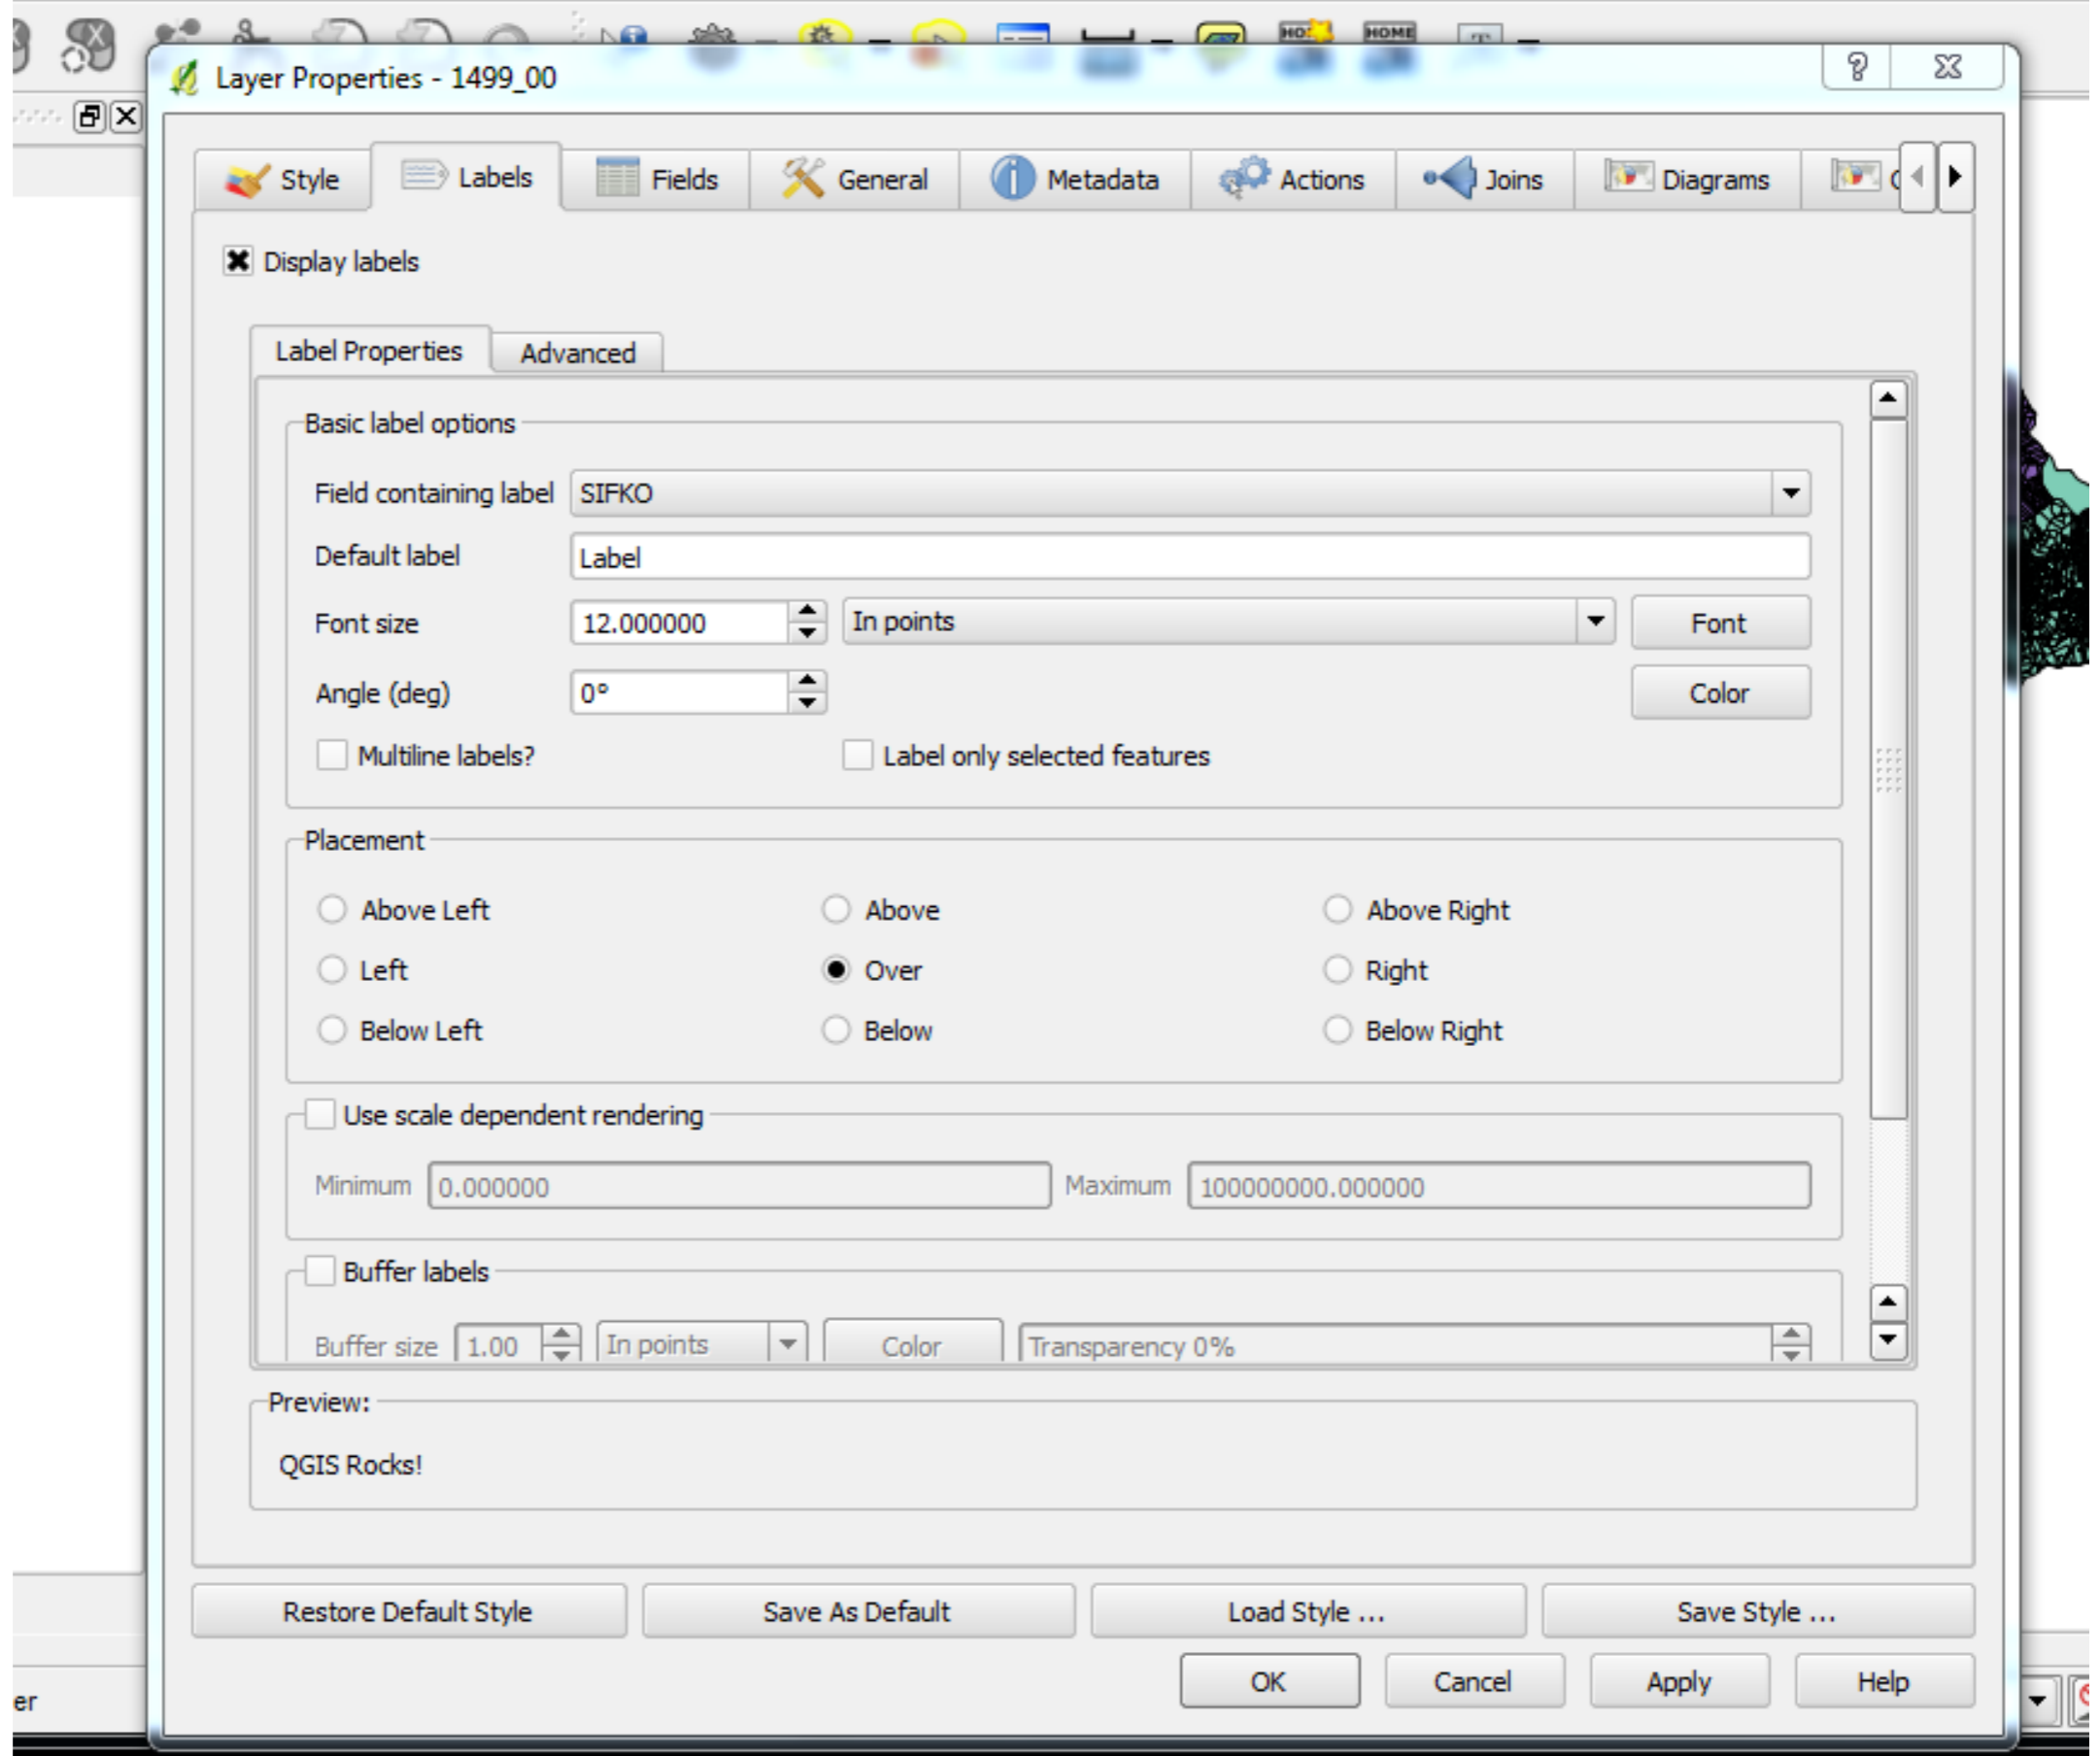 HOME
Layer Properties - 1499_00
Style Labels Fields General Metadata Actions Joins Diagrams
Display labels
Label Properties Advanced
Basic label options
Field containing label SIFKO
Default label Label
Font size 12.000000 In points Font
Angle (deg) 0° Color
Multiline labels? Label only selected features
Placement
Above Left Above Above Right
Left Over Right
Below Left Below Below Right
Use scale dependent rendering
Minimum 0.000000 Maximum 100000000.000000
Buffer labels
Buffer size 1.00 In points Color Transparency 0%
Preview:
QGIS Rocks!
Restore Default Style Save As Default Load Style ... Save Style ...
OK Cancel Apply Help
er